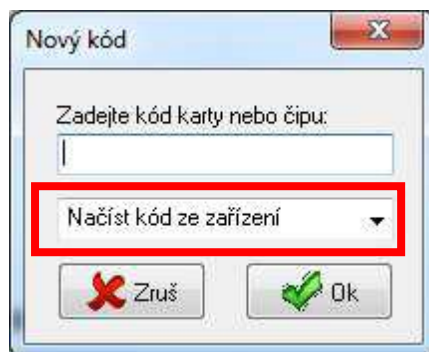 Nový kód
Zadejte kód karty nebo čipu:
Načíst kód ze zařízení
Zruš
Ok